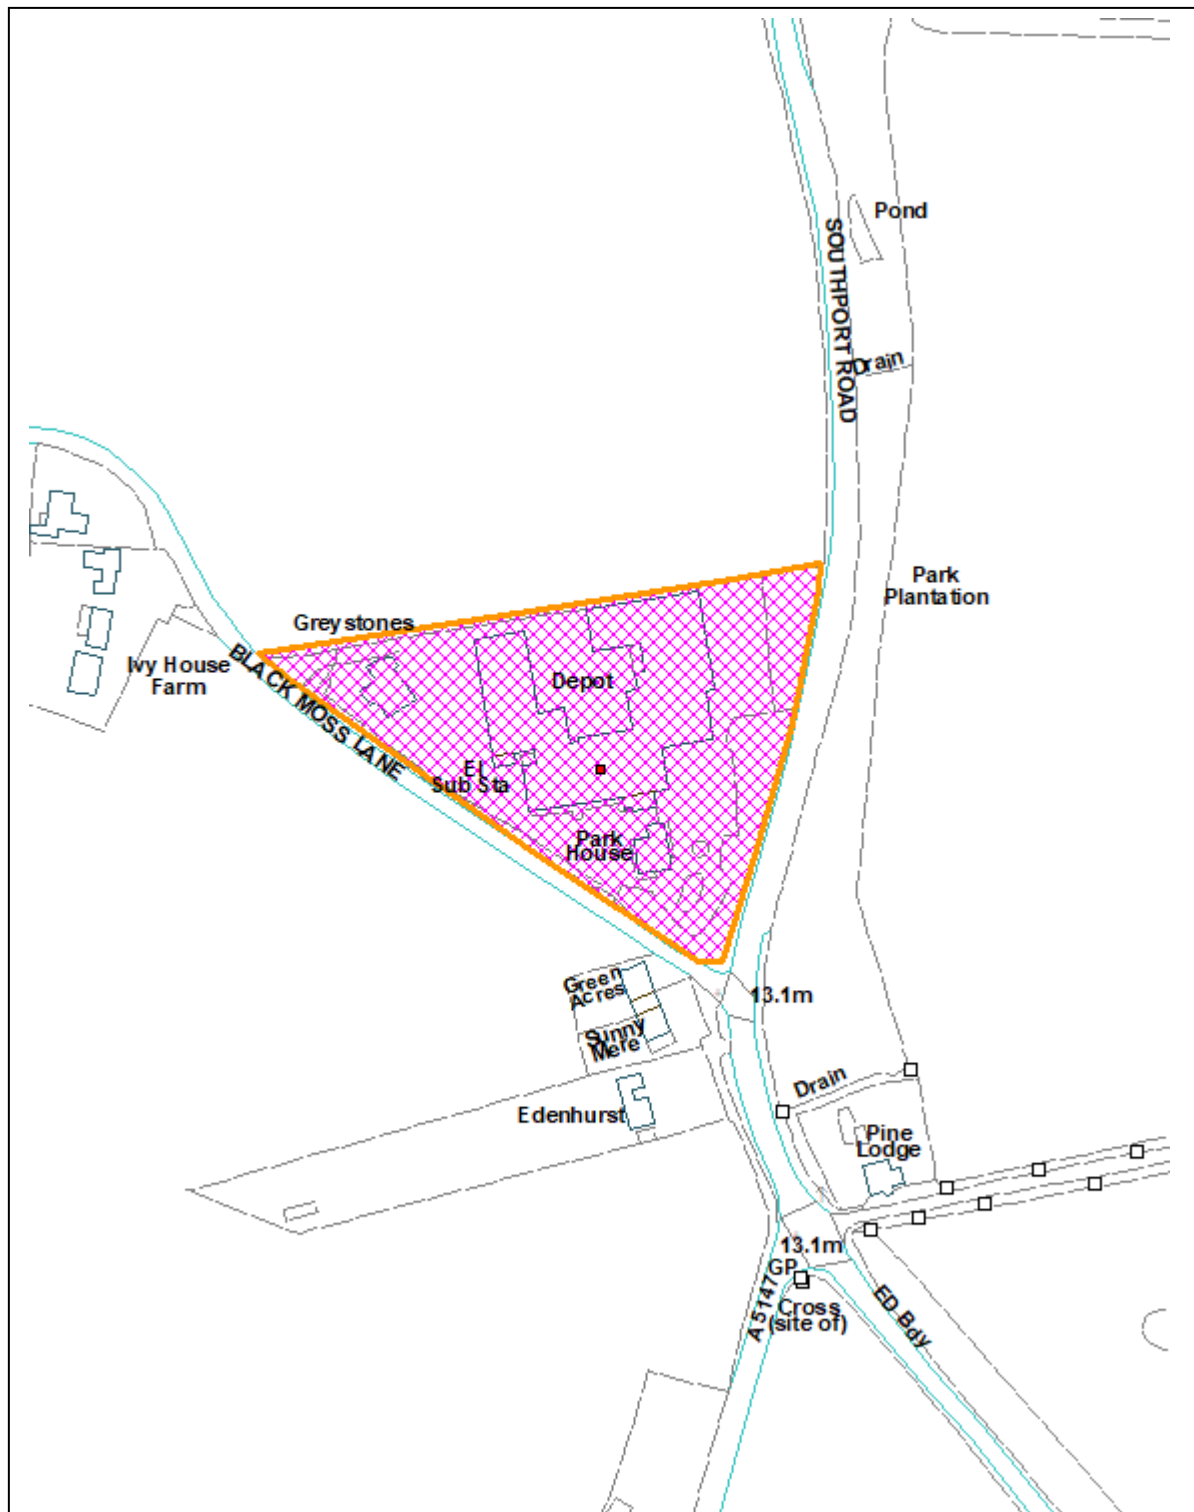 Pond
SOUTHPORT ROAD
Drain
Park
Plantation
Greystones
Ivy House
Farm
BLACK MOSS LANE
Depot
El
Sub Sta
Park
House
Green
Acres
13.1m
Sunny
Mere
Drain
Edenhurst
Pine
Lodge
13.1m
GP
A5147
Cross
(site of)
ED Bdy